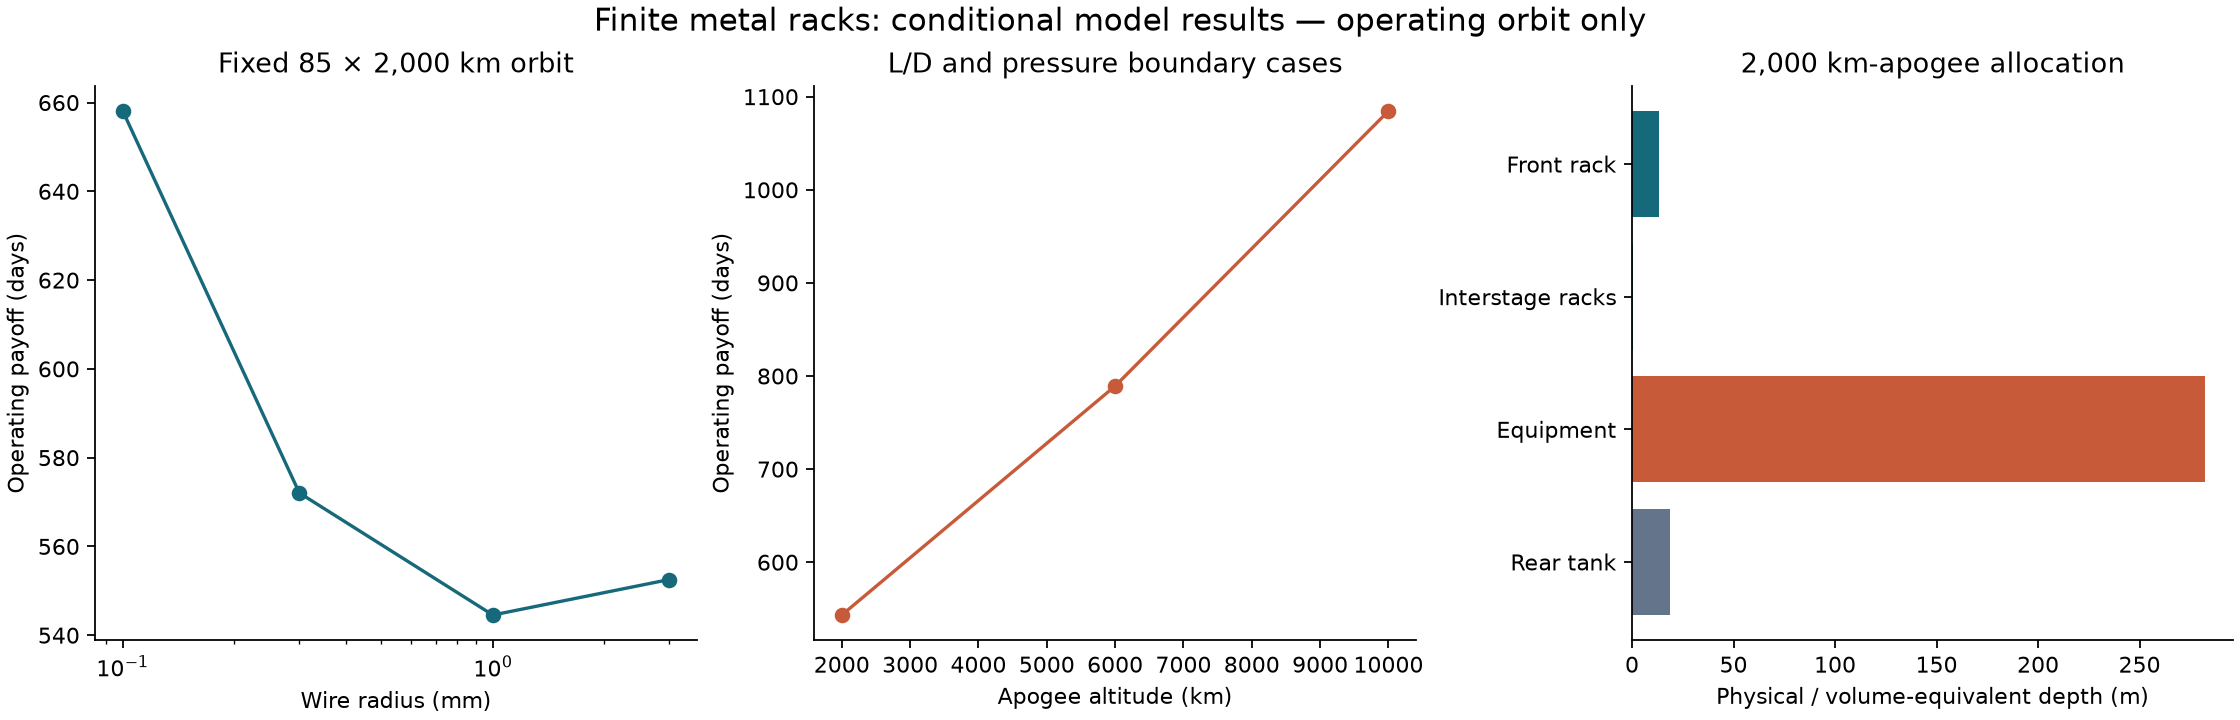 Finite metal racks: conditional model results — operating orbit only
Fixed 85 × 2,000 km orbit
Operating payoff (days)
660
640
620
600
580
560
540
10⁻¹
10⁰
Wire radius (mm)
L/D and pressure boundary cases
Operating payoff (days)
1100
1000
900
800
700
600
2000 3000 4000 5000 6000 7000 8000 9000 10000
Apogee altitude (km)
2,000 km-apogee allocation
Front rack
Interstage racks
Equipment
Rear tank
0 50 100 150 200 250
Physical / volume-equivalent depth (m)